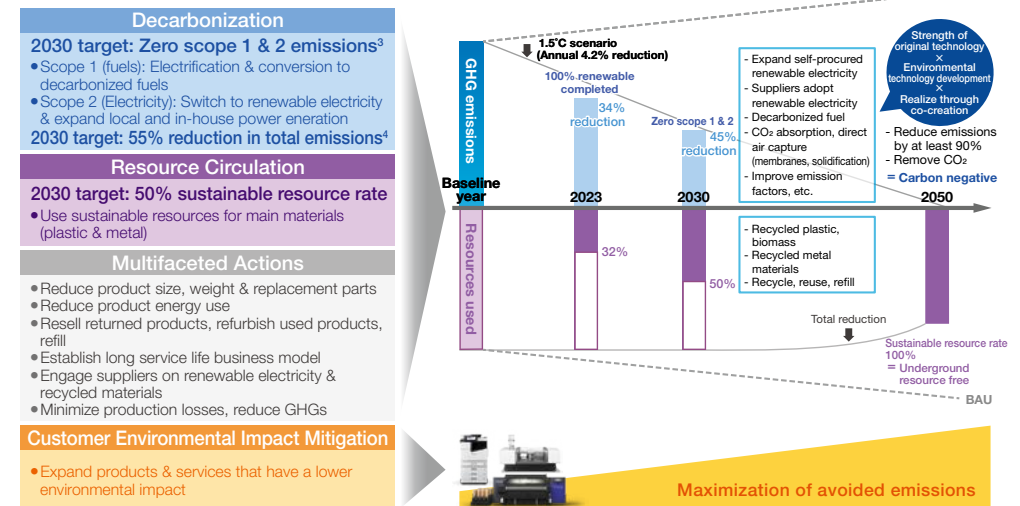 Decarbonization
2030 target: Zero scope 1 & 2 emissions³
•Scope 1 (fuels): Electrification & conversion to
decarbonized fuels
•Scope 2 (Electricity): Switch to renewable electricity
& expand local and in-house power eneration
2030 target: 55% reduction in total emissions⁴
Resource Circulation
2030 target: 50% sustainable resource rate
•Use sustainable resources for main materials
(plastic & metal)
Multifaceted Actions
•Reduce product size, weight & replacement parts
•Reduce product energy use
•Resell returned products, refurbish used products,
refill
•Establish long service life business model
•Engage suppliers on renewable electricity &
recycled materials
•Minimize production losses, reduce GHGs
Customer Environmental Impact Mitigation
•Expand products & services that have a lower
environmental impact
GHG emissions
Baseline
year
Resources used
1.5˚C scenario
(Annual 4.2% reduction)
100% renewable
completed
34%
reduction
2023
32%
Zero scope 1 & 2
45%
reduction
2030
50%
- Expand self-procured
renewable electricity
- Suppliers adopt
renewable electricity
- Decarbonized fuel
- CO₂ absorption, direct
air capture
(membranes, solidification)
- Improve emission
factors, etc.
- Recycled plastic,
biomass
- Recycled metal
materials
- Recycle, reuse, refill
Strength of
original technology
×
Environmental
technology development
×
Realize through
co-creation
- Reduce emissions
by at least 90%
- Remove CO₂
= Carbon negative
2050
Total reduction
Sustainable resource rate
100%
= Underground
resource free
BAU
Maximization of avoided emissions